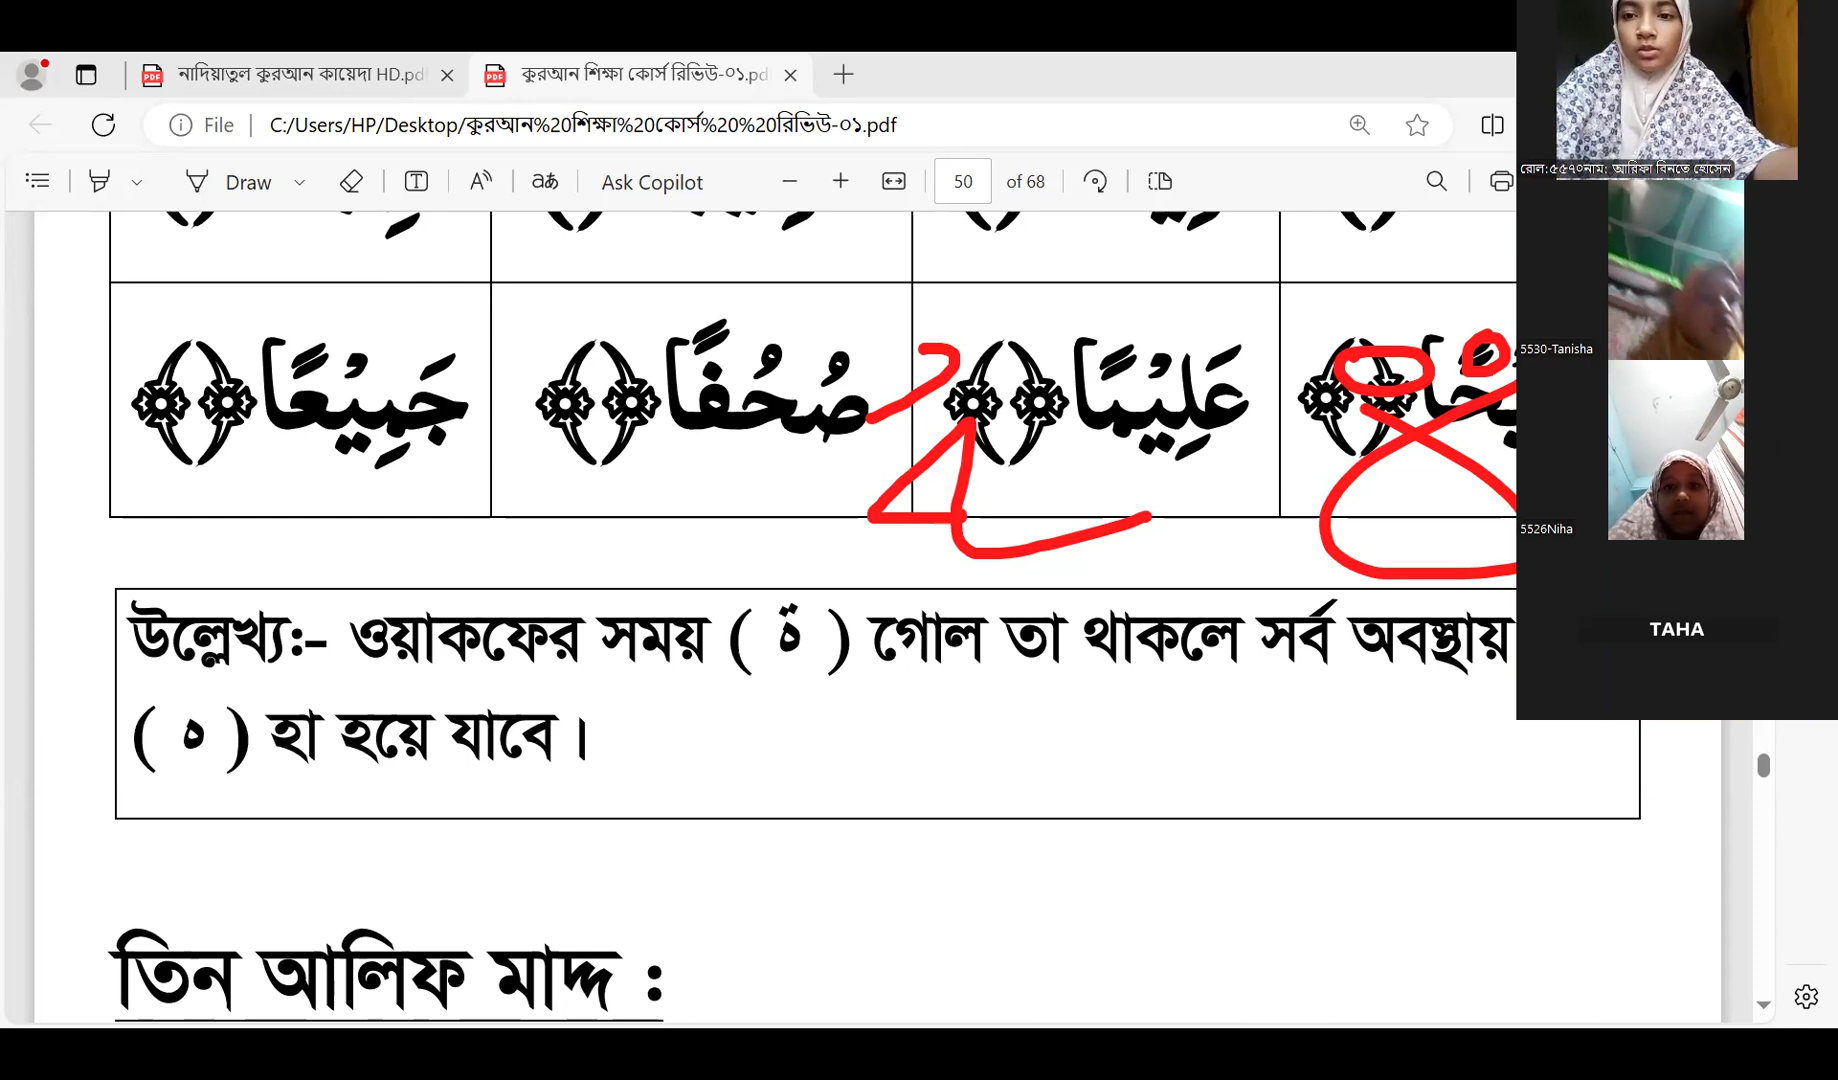 নাদিয়াতুল কুরআন কায়েদা HD.pd
কুরআন শিক্ষা কোর্স রিভিউ-০১.p
File
C:/Users/HP/Desktop/কুরআন%20শিক্ষা%20কোর্স%20%20রিভিউ-০১.pdf
Draw
Ask Copilot
50 of 68
عَلِيْمًا صُحُفًا جَمِيْعًا
উল্লেখ্য:- ওয়াকফের সময় ( ة ) গোল তা থাকলে সর্ব অবস্থায়
( ه ) হা হয়ে যাবে।
তিন আলিফ মাদ্দ :
রোল:৫৫৭০নাম: আরিফা বিনতে হোসেন
5530-Tanisha
5526Niha
TAHA